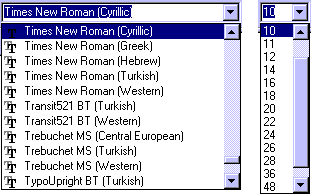 Times New Roman (Cyrillic)
Times New Roman (Cyrillic)
Times New Roman (Greek)
Times New Roman (Hebrew)
Times New Roman (Turkish)
Times New Roman (Western)
Transit521 BT (Turkish)
Transit521 BT (Western)
Trebuchet MS (Central European)
Trebuchet MS (Turkish)
Trebuchet MS (Western)
TypoUpright BT (Turkish)
10
10
11
12
14
16
18
20
22
24
26
28
36
48